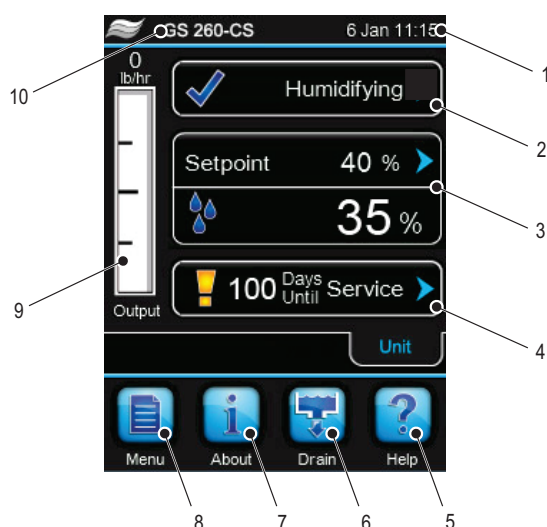 GS 260-CS 6 Jan 11:15
1
10
0
lb/hr
Humidifying
2
Setpoint 40 %
35 %
3
9
Output
100 Days Until Service
4
Unit
Menu About Drain Help
8 7 6 5